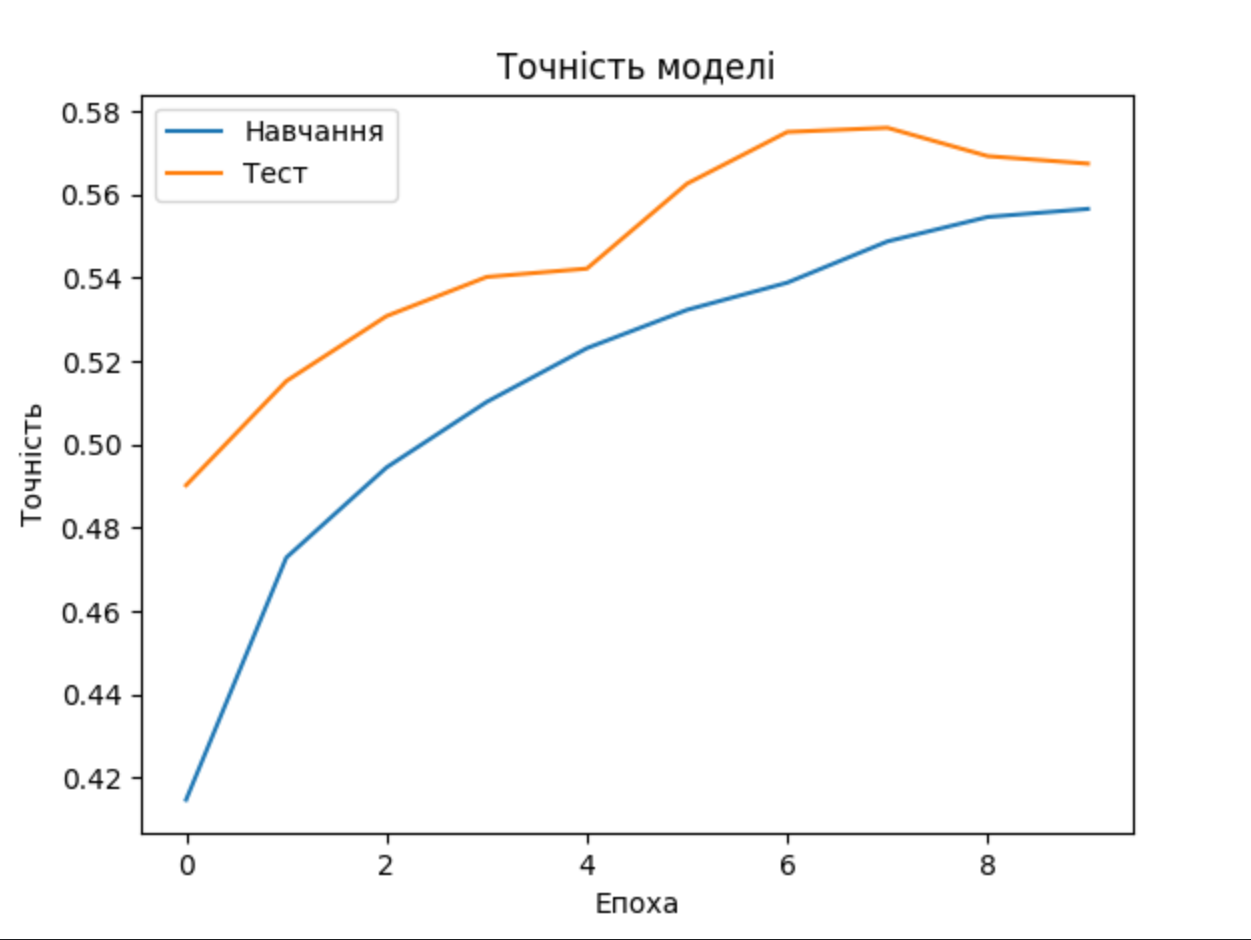 Точність моделі
Навчання
Тест
Точність
0.58
0.56
0.54
0.52
0.50
0.48
0.46
0.44
0.42
0 2 4 6 8
Епоха